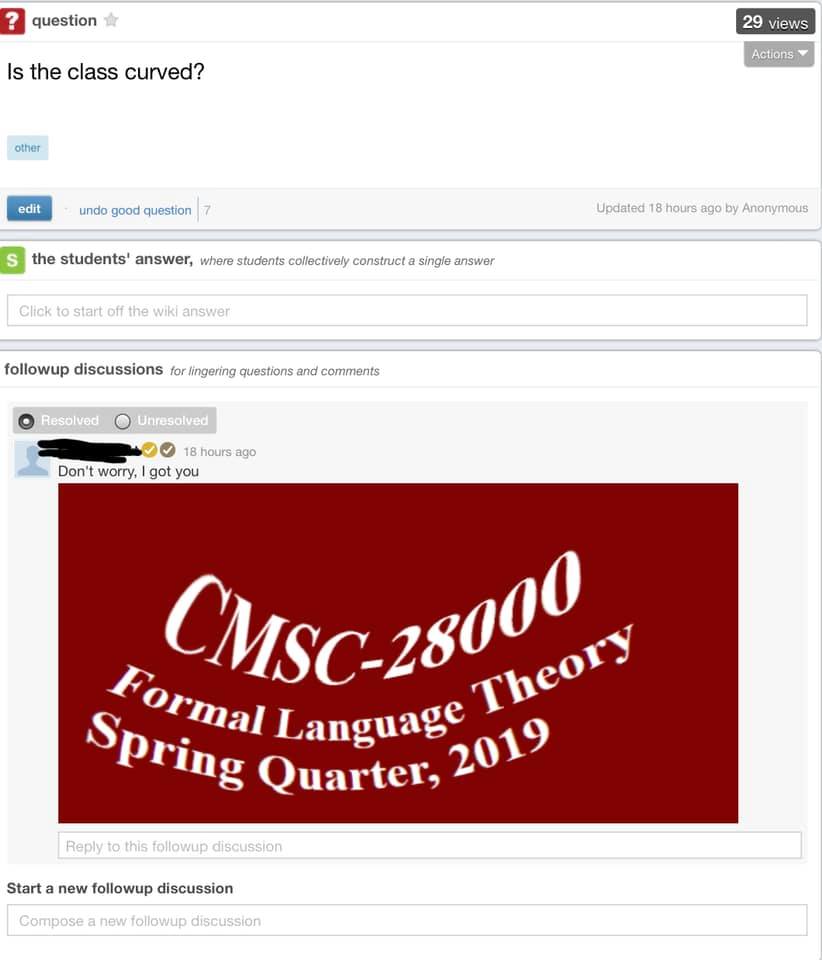 ? question
29 views
Actions
Is the class curved?
other
edit · undo good question 7
Updated 18 hours ago by Anonymous
S the students' answer, where students collectively construct a single answer
Click to start off the wiki answer
followup discussions for lingering questions and comments
Resolved Unresolved
18 hours ago
Don't worry, I got you
CMSC-28000
Formal Language Theory
Spring Quarter, 2019
Reply to this followup discussion
Start a new followup discussion
Compose a new followup discussion